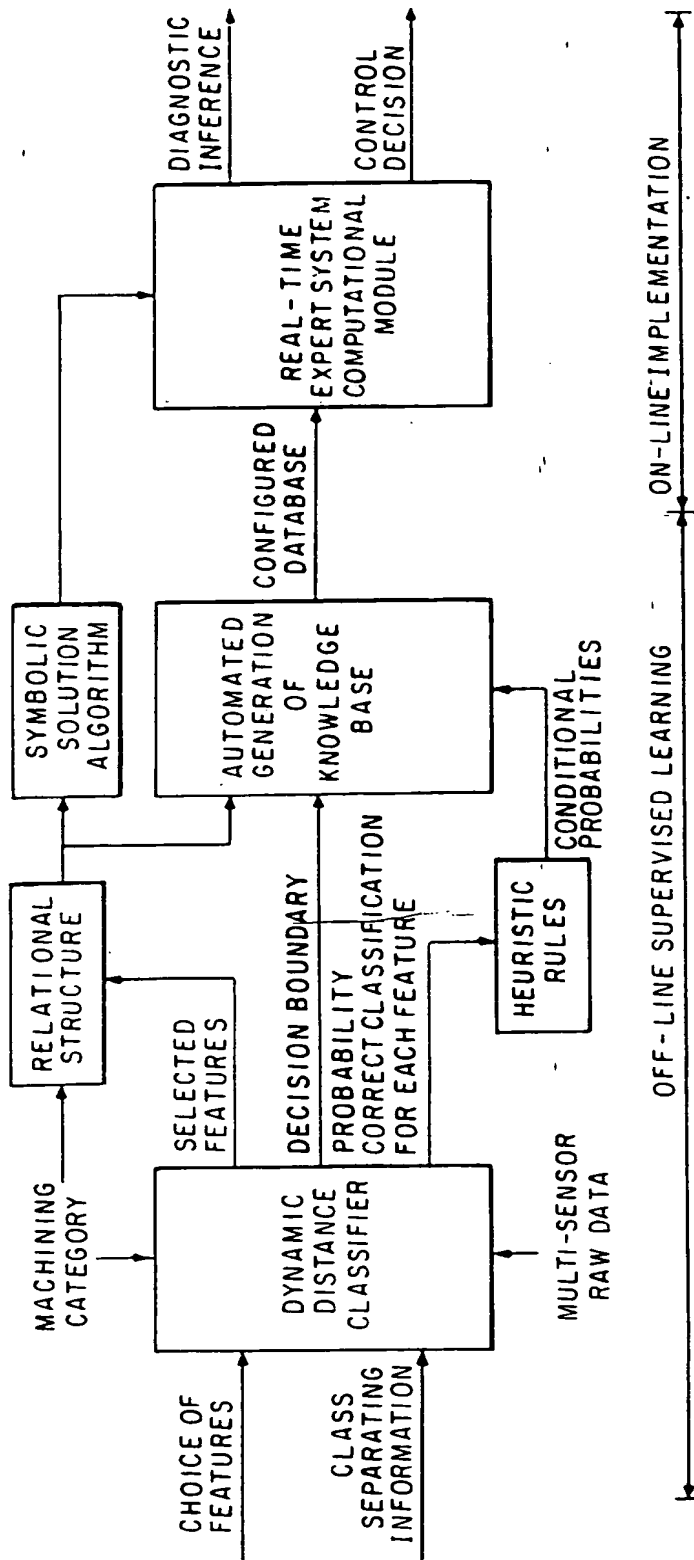 CHOICE OF
FEATURES
CLASS
SEPARATING
INFORMATION
MACHINING
CATEGORY
DYNAMIC
DISTANCE
CLASSIFIER
MULTI-SENSOR
RAW DATA
RELATIONAL
STRUCTURE
SELECTED
FEATURES
DECISION BOUNDARY
PROBABILITY
CORRECT CLASSIFICATION
FOR EACH FEATURE
HEURISTIC
RULES
CONDITIONAL
PROBABILITIES
SYMBOLIC
SOLUTION
ALGORITHM
AUTOMATED
GENERATION
OF
KNOWLEDGE
BASE
CONFIGURED
DATABASE
REAL-TIME
EXPERT SYSTEM
COMPUTATIONAL
MODULE
DIAGNOSTIC
INFERENCE
CONTROL
DECISION
OFF-LINE SUPERVISED LEARNING
ON-LINE IMPLEMENTATION